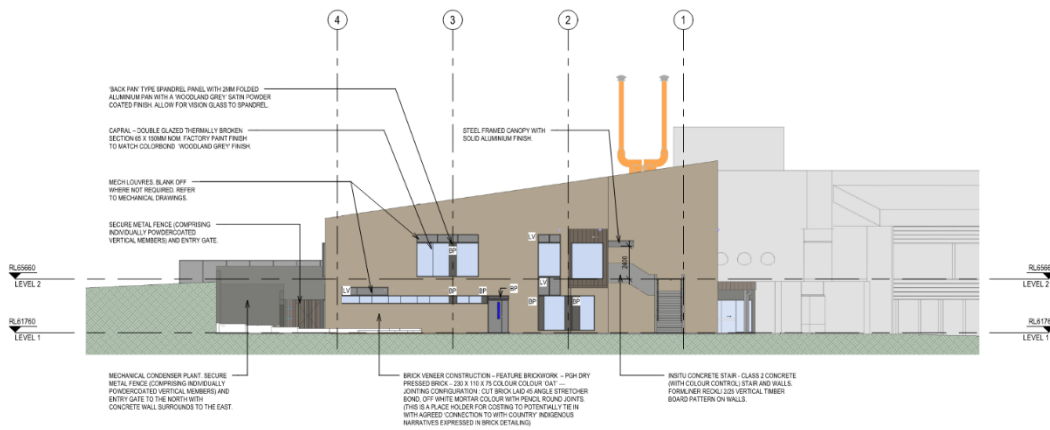 4
3
2
1
'BACK PAN' TYPE SPANDREL PANEL WITH 2MM FOLDED
ALUMINIUM PAN WITH A 'WOODLAND GREY' SATIN POWDER
COATED FINISH. ALLOW FOR VISION GLASS TO SPANDREL.
CAPRAL – DOUBLE GLAZED THERMALLY BROKEN
SECTION 65 X 150MM NOM. FACTORY PAINT FINISH
TO MATCH COLORBOND 'WOODLAND GREY' FINISH.
STEEL FRAMED CANOPY WITH
SOLID ALUMINIUM FINISH.
MECH LOUVRES. BLANK OFF
WHERE NOT REQUIRED. REFER
TO MECHANICAL DRAWINGS.
SECURE METAL FENCE (COMPRISING
INDIVIDUALLY POWDERCOATED
VERTICAL MEMBERS) AND ENTRY GATE.
LV
BP
2400
RL65660
LEVEL 2
RL6566
LEVEL 2
LV
LV
BP
BP
BP
BP
BP
RL61760
LEVEL 1
RL6176
LEVEL 1
MECHANICAL CONDENSER PLANT. SECURE
METAL FENCE (COMPRISING INDIVIDUALLY
POWDERCOATED VERTICAL MEMBERS) AND
ENTRY GATE TO THE NORTH WITH
CONCRETE WALL SURROUNDS TO THE EAST.
BRICK VENEER CONSTRUCTION – FEATURE BRICKWORK – PGH DRY
PRESSED BRICK – 230 X 110 X 75 COLOUR COLOUR 'OAT' ––
JOINTING CONFIGURATION : CUT BRICK LAID 45 ANGLE STRETCHER
BOND, OFF WHITE MORTAR COLOUR WITH PENCIL ROUND JOINTS.
(THIS IS A PLACE HOLDER FOR COSTING TO POTENTIALLY TIE IN
WITH AGREED 'CONNECTION TO WITH COUNTRY' INDIGENOUS
NARRATIVES EXPRESSED IN BRICK DETAILING)
INSITU CONCRETE STAIR - CLASS 2 CONCRETE
(WITH COLOUR CONTROL) STAIR AND WALLS.
FORMLINER RECKLI 2/25 VERTICAL TIMBER
BOARD PATTERN ON WALLS.